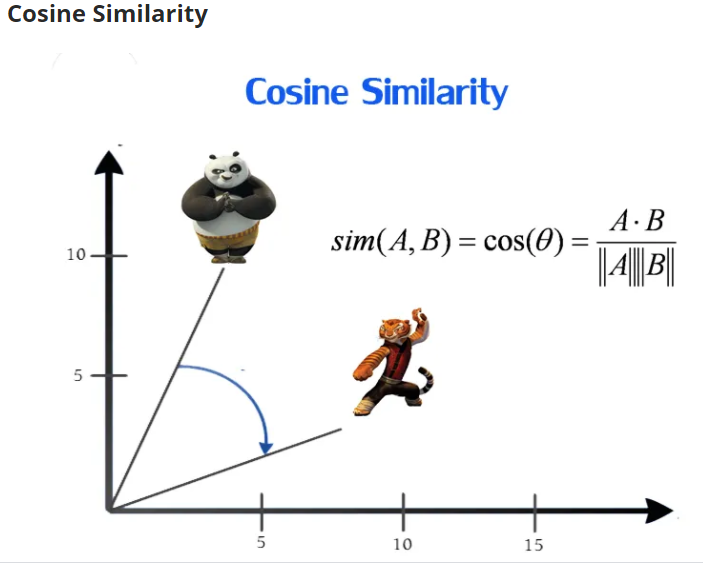 Cosine Similarity
Cosine Similarity
sim(A, B) = cos(θ) = A · B / ‖A‖‖B‖
10
5
5 10 15